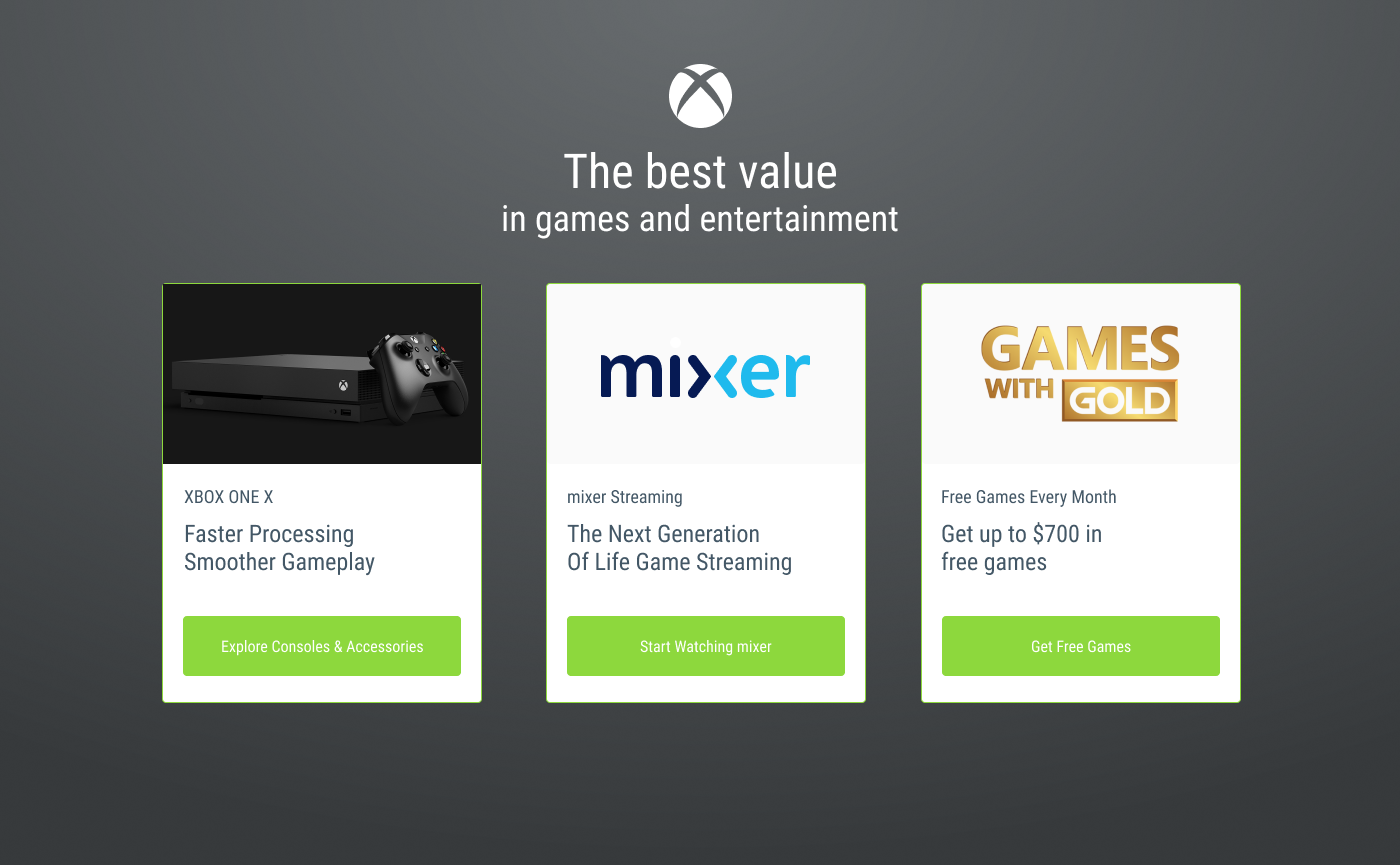 The best value
in games and entertainment
mixer
GAMES
WITH GOLD
XBOX ONE X
Faster Processing
Smoother Gameplay
Explore Consoles & Accessories
mixer Streaming
The Next Generation
Of Life Game Streaming
Start Watching mixer
Free Games Every Month
Get up to $700 in
free games
Get Free Games